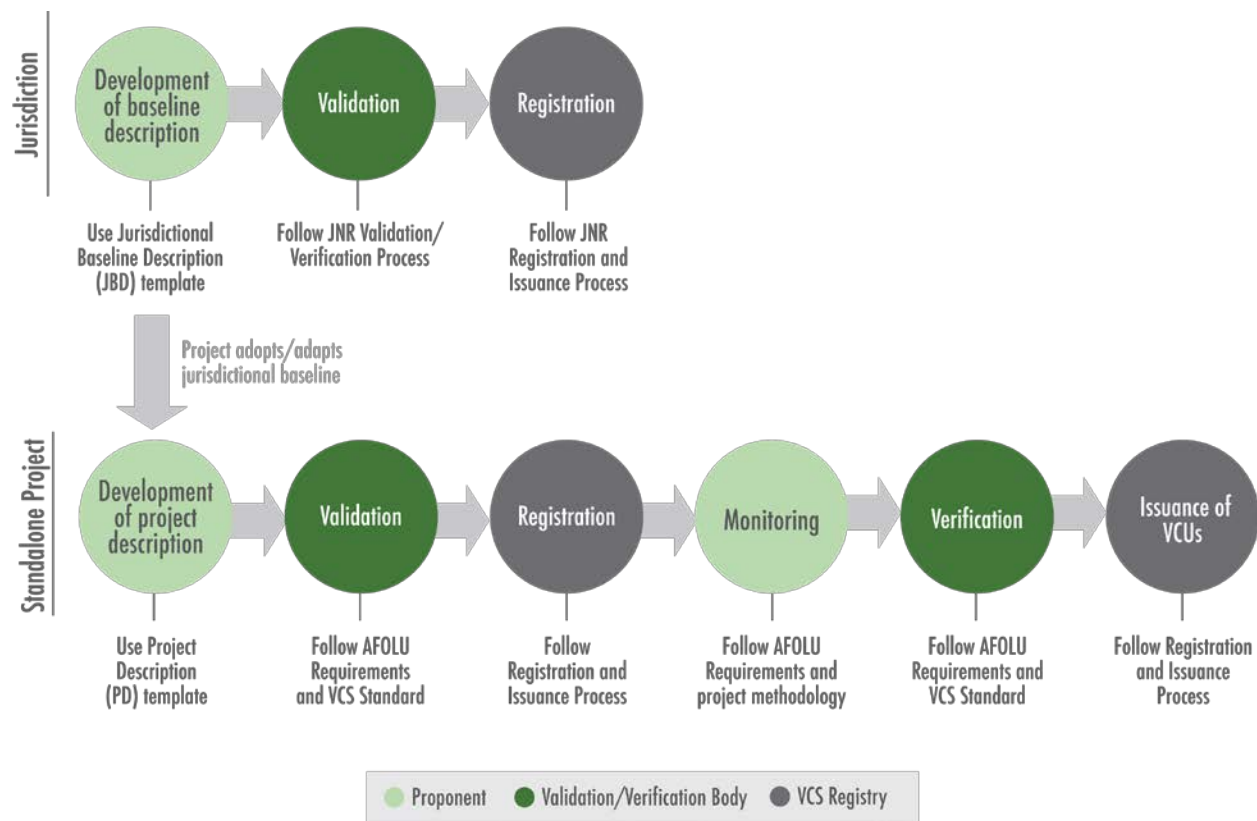 Jurisdiction
Development
of baseline
description
Validation
Registration
Use Jurisdictional
Baseline Description
(JBD) template
Follow JNR Validation/
Verification Process
Follow JNR
Registration and
Issuance Process
Project adopts/adapts
jurisdictional baseline
Standalone Project
Development
of project
description
Validation
Registration
Monitoring
Verification
Issuance of
VCUs
Use Project
Description
(PD) template
Follow AFOLU
Requirements
and VCS Standard
Follow
Registration and
Issuance Process
Follow AFOLU
Requirements and
project methodology
Follow AFOLU
Requirements and
VCS Standard
Follow Registration
and Issuance
Process
Proponent
Validation/Verification Body
VCS Registry